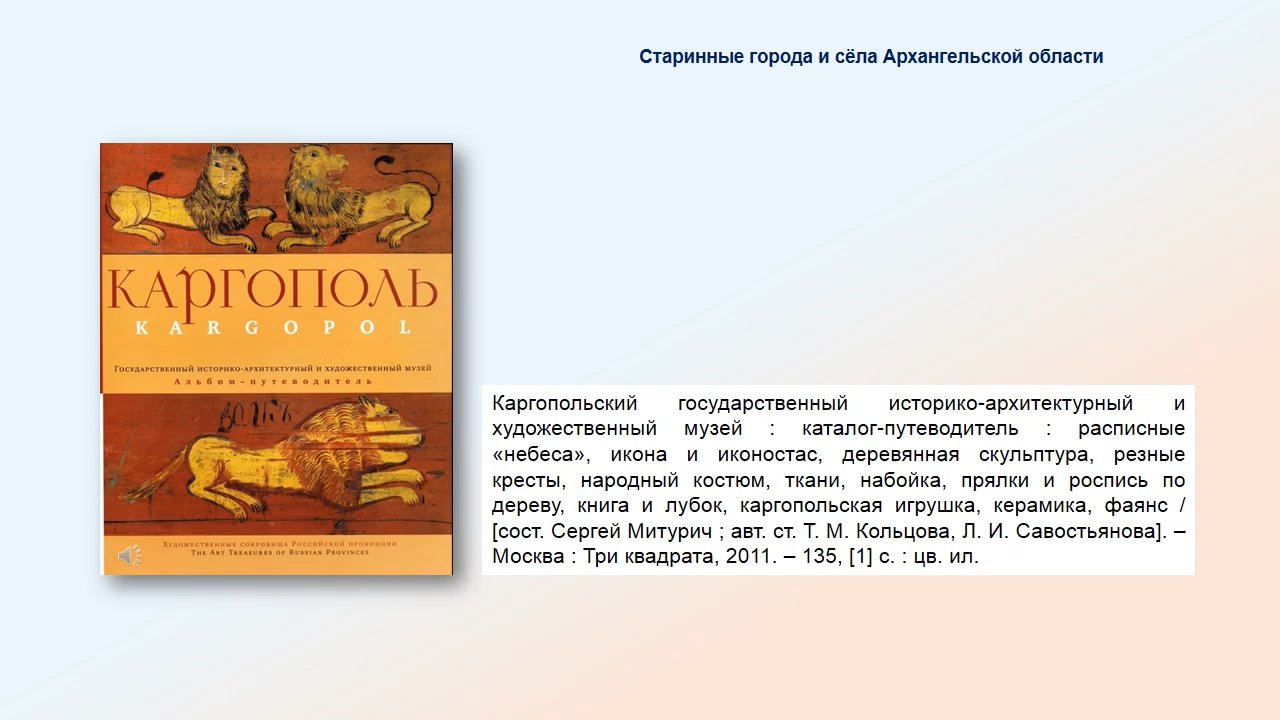 Старинные города и сёла Архангельской области
КАРГОПОЛЬ
KARGOPOL
Государственный историко-архитектурный и художественный музей
Альбом-путеводитель
ВОЛКЪ
Художественные сокровища Российской провинции
The Art Treasures of Russian Provinces
Каргопольский государственный историко-архитектурный и
художественный музей : каталог-путеводитель : расписные
«небеса», икона и иконостас, деревянная скульптура, резные
кресты, народный костюм, ткани, набойка, прялки и роспись по
дереву, книга и лубок, каргопольская игрушка, керамика, фаянс /
[сост. Сергей Митурич ; авт. ст. Т. М. Кольцова, Л. И. Савостьянова]. –
Москва : Три квадрата, 2011. – 135, [1] с. : цв. ил.